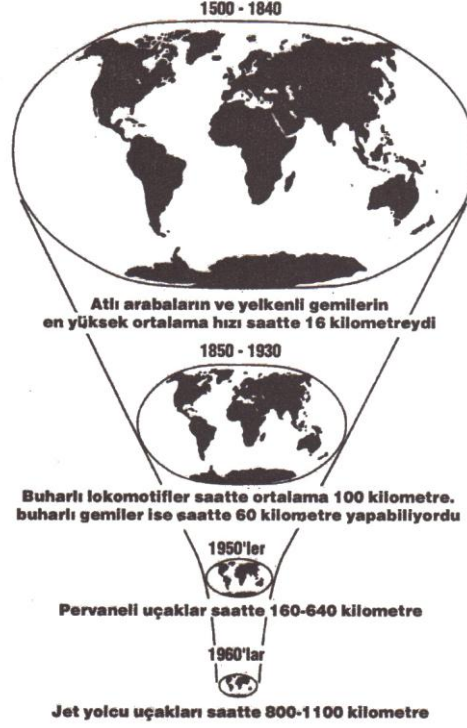 1500 - 1840
Atlı arabaların ve yelkenli gemilerin
en yüksek ortalama hızı saatte 16 kilometreydi
1850 - 1930
Buharlı lokomotifler saatte ortalama 100 kilometre.
buharlı gemiler ise saatte 60 kilometre yapabiliyordu
1950'ler
Pervaneli uçaklar saatte 160-640 kilometre
1960'lar
Jet yolcu uçakları saatte 800-1100 kilometre